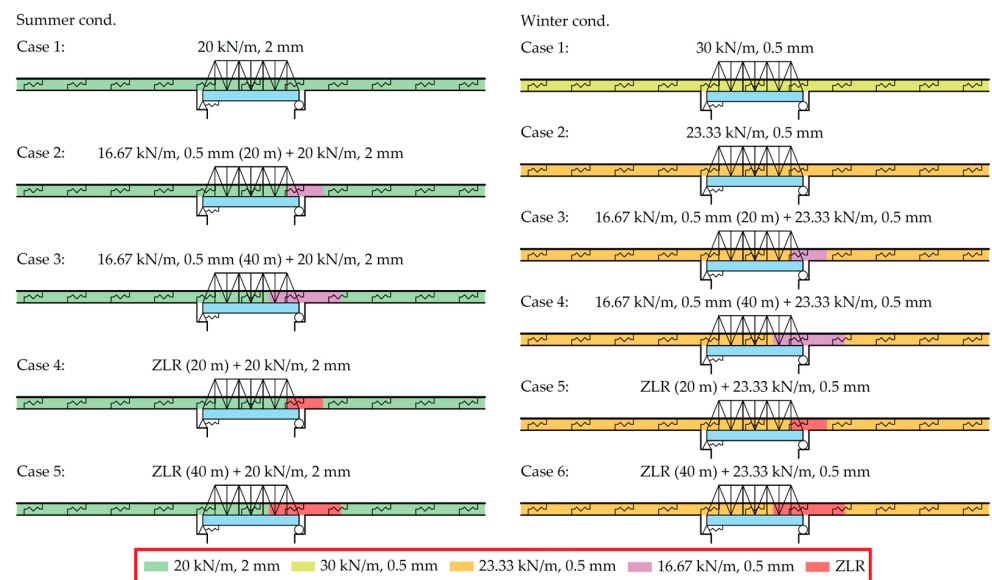 Summer cond.
Case 1:
20 kN/m, 2 mm
Case 2:
16.67 kN/m, 0.5 mm (20 m) + 20 kN/m, 2 mm
Case 3:
16.67 kN/m, 0.5 mm (40 m) + 20 kN/m, 2 mm
Case 4:
ZLR (20 m) + 20 kN/m, 2 mm
Case 5:
ZLR (40 m) + 20 kN/m, 2 mm
Winter cond.
Case 1:
30 kN/m, 0.5 mm
Case 2:
23.33 kN/m, 0.5 mm
Case 3:
16.67 kN/m, 0.5 mm (20 m) + 23.33 kN/m, 0.5 mm
Case 4:
16.67 kN/m, 0.5 mm (40 m) + 23.33 kN/m, 0.5 mm
Case 5:
ZLR (20 m) + 23.33 kN/m, 0.5 mm
Case 6:
ZLR (40 m) + 23.33 kN/m, 0.5 mm
20 kN/m, 2 mm
30 kN/m, 0.5 mm
23.33 kN/m, 0.5 mm
16.67 kN/m, 0.5 mm
ZLR